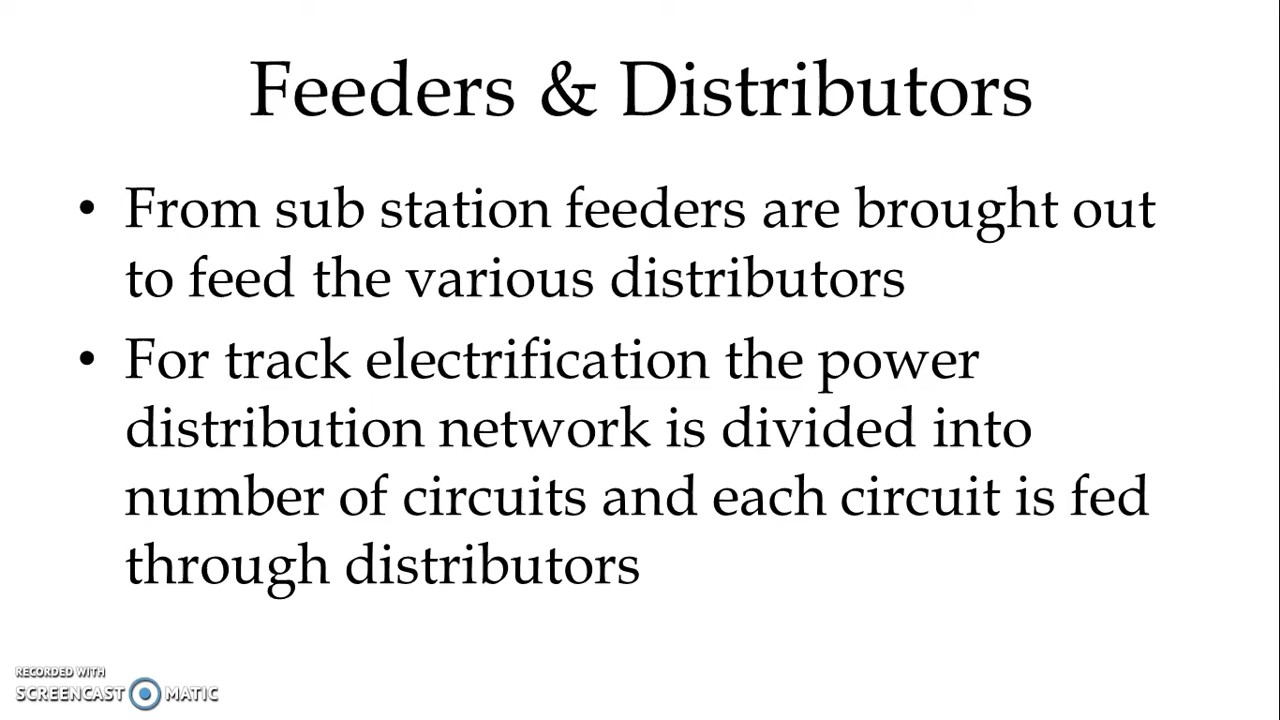 Feeders & Distributors
• From sub station feeders are brought out
to feed the various distributors
• For track electrification the power
distribution network is divided into
number of circuits and each circuit is fed
through distributors
RECORDED WITH
SCREENCAST MATIC